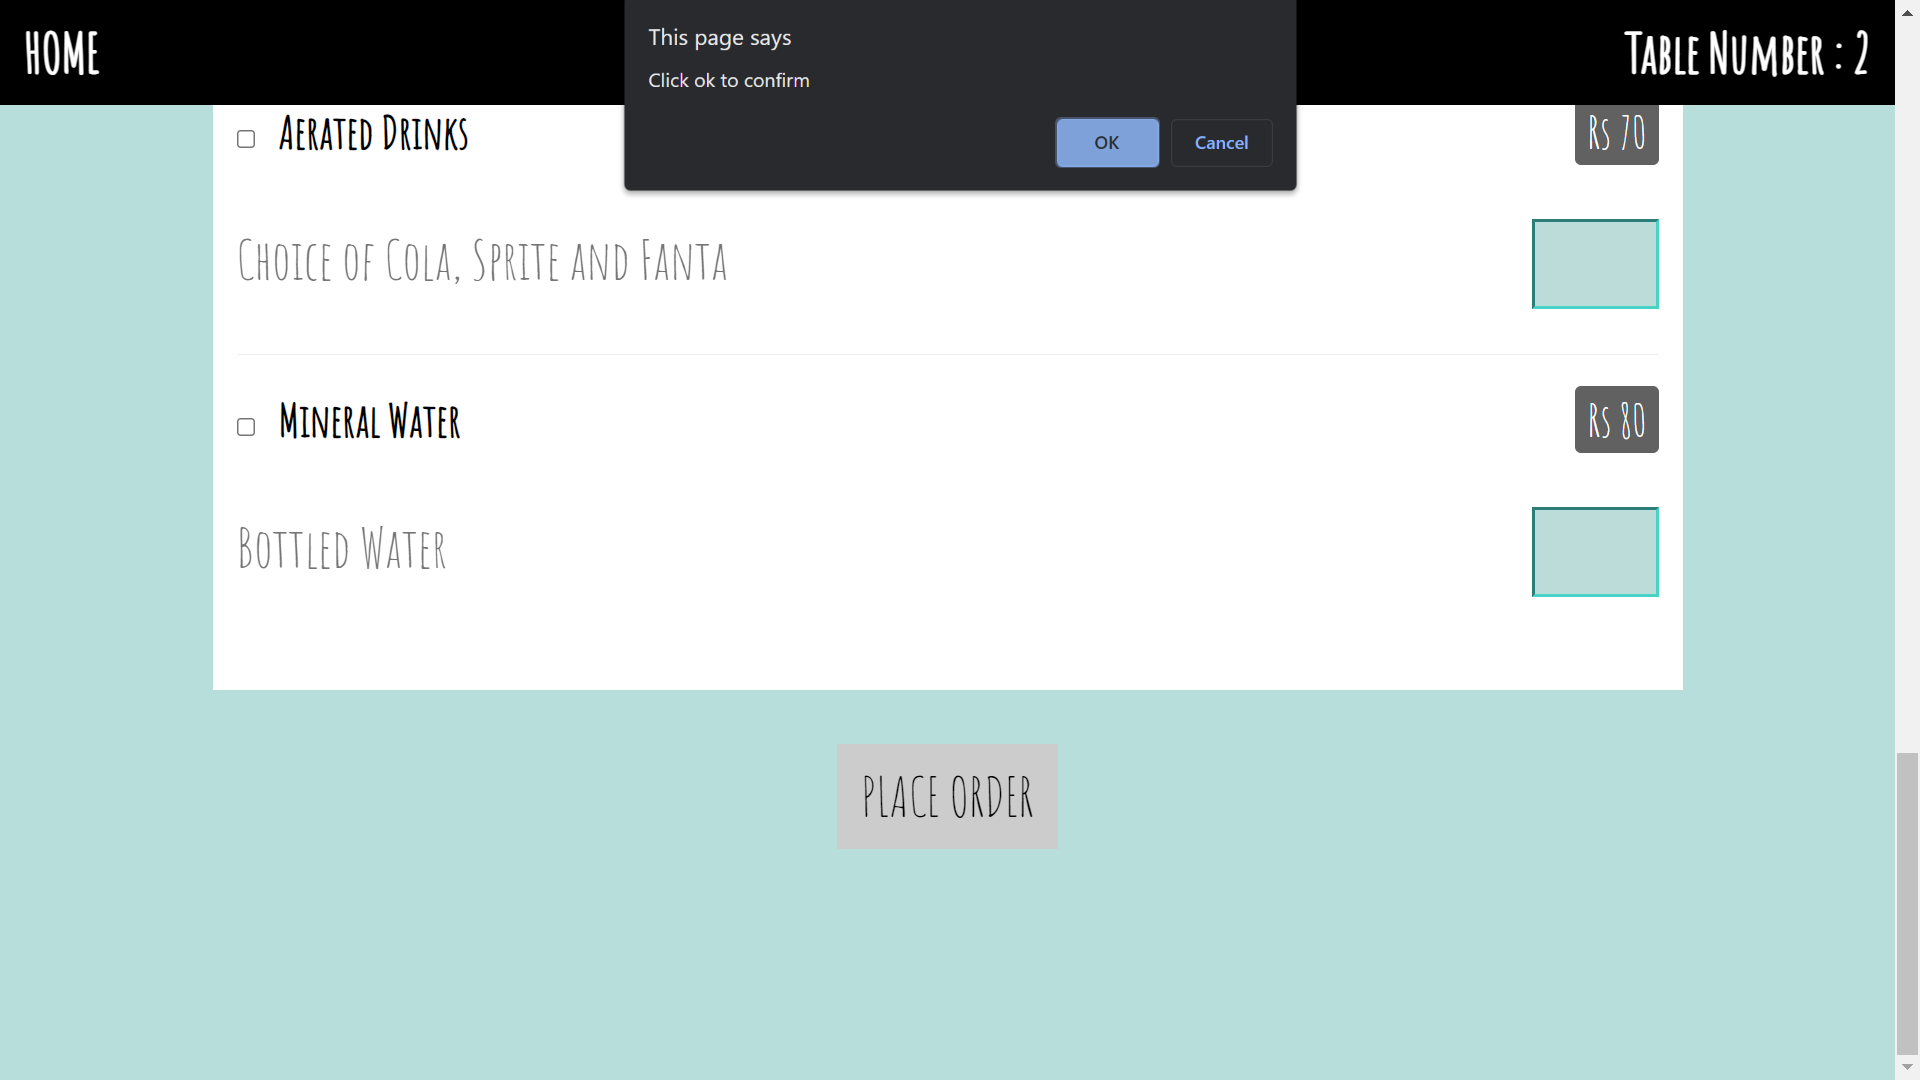 HOME
This page says
Click ok to confirm
OK
Cancel
Table Number : 2
Aerated Drinks
Rs 70
Choice of Cola, Sprite and Fanta
Mineral Water
Rs 80
Bottled Water
PLACE ORDER